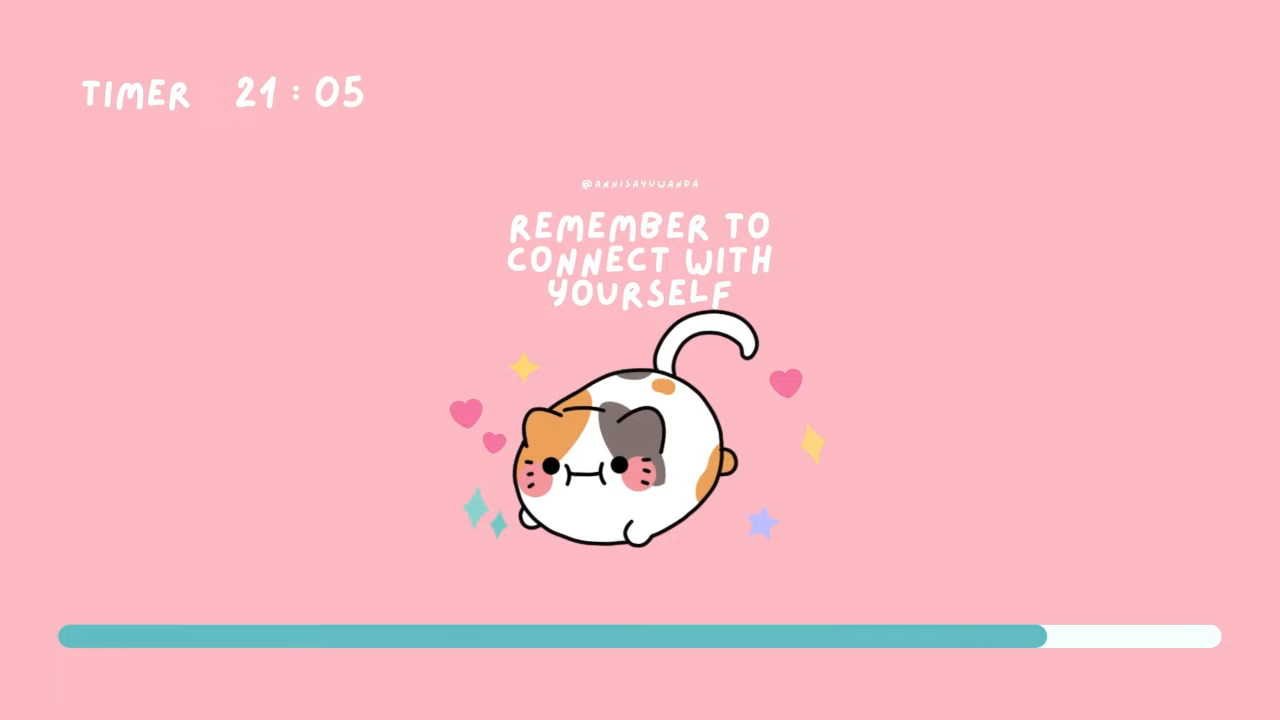 TIMER 21 : 05
@ANNISAYUWANDA
REMEMBER TO
CONNECT WITH
YOURSELF